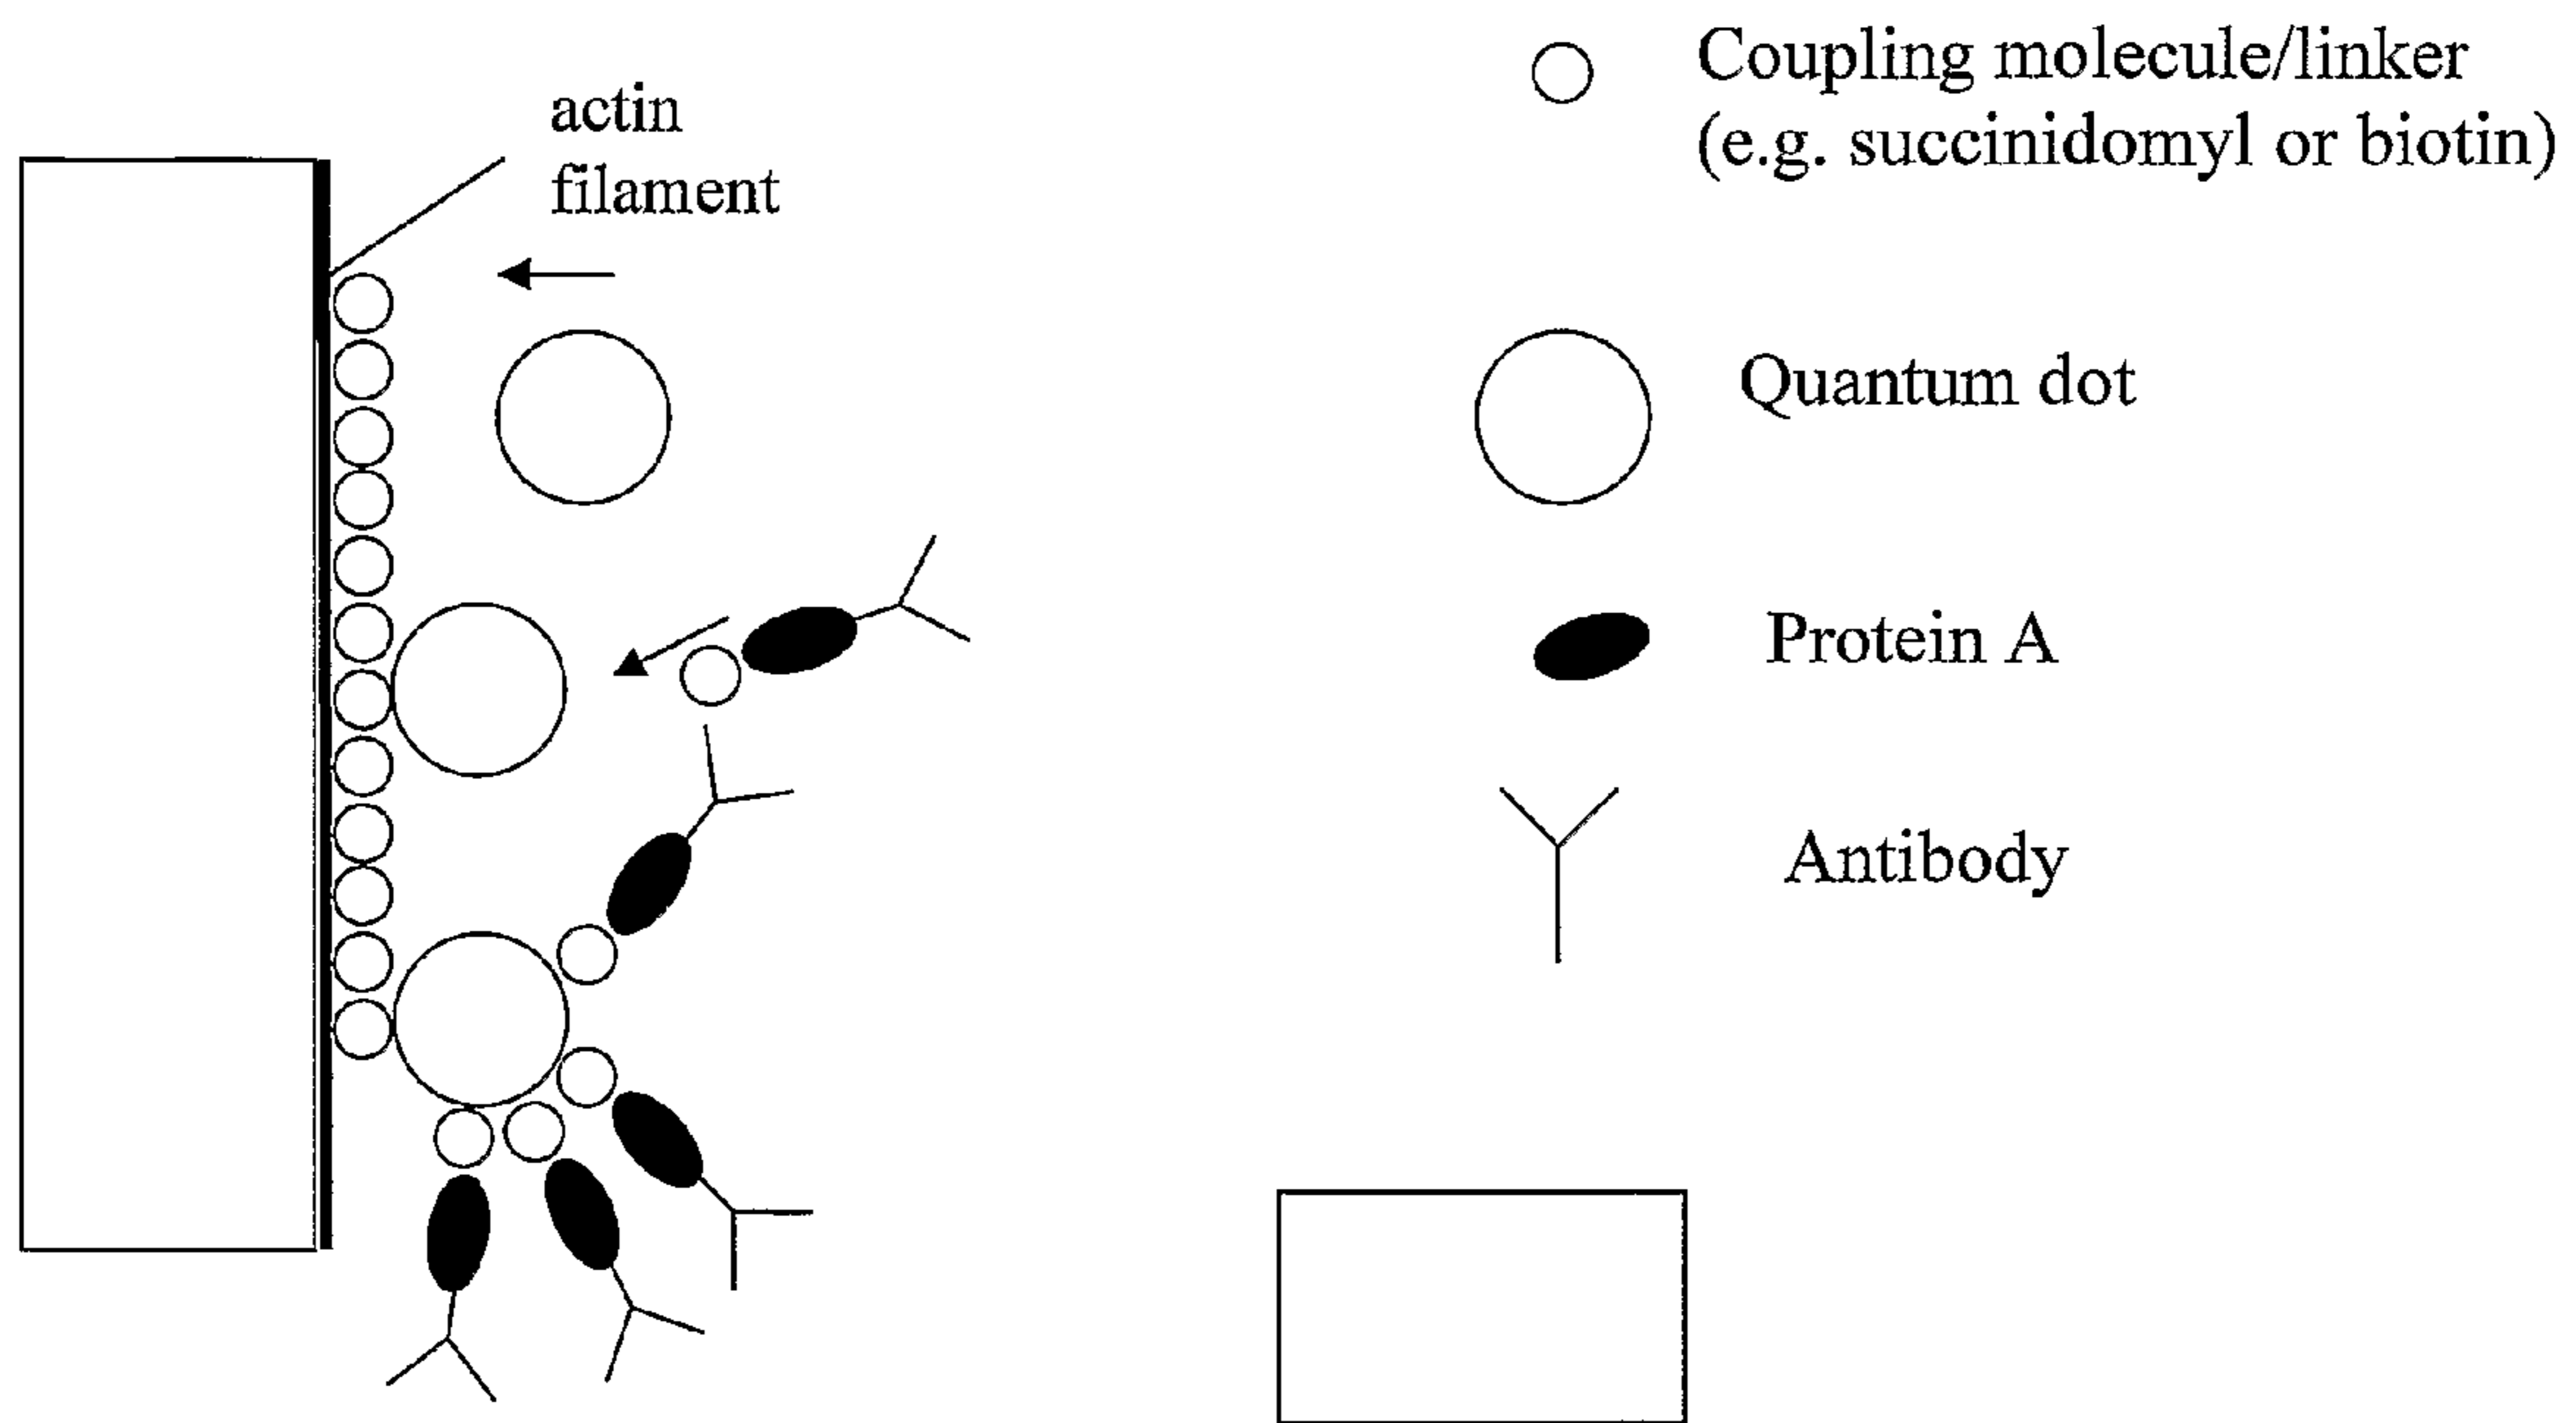 actin
filament
Coupling molecule/linker
(e.g. succinidomyl or biotin)
Quantum dot
Protein A
Antibody